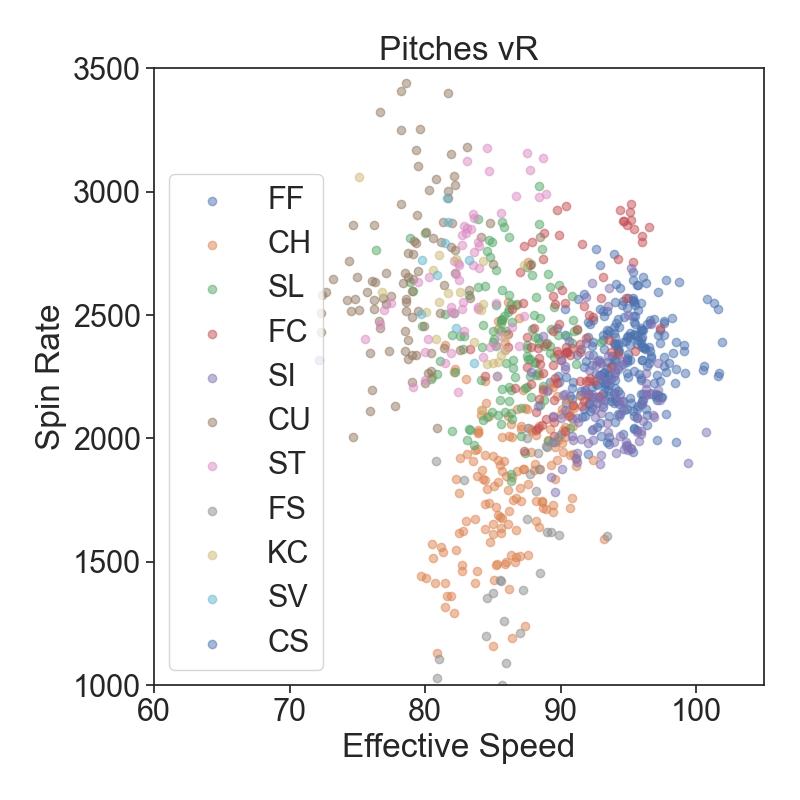 Pitches vR
3500
3000
2500
2000
1500
1000
Spin Rate
FF
CH
SL
FC
SI
CU
ST
FS
KC
SV
CS
60 70 80 90 100
Effective Speed